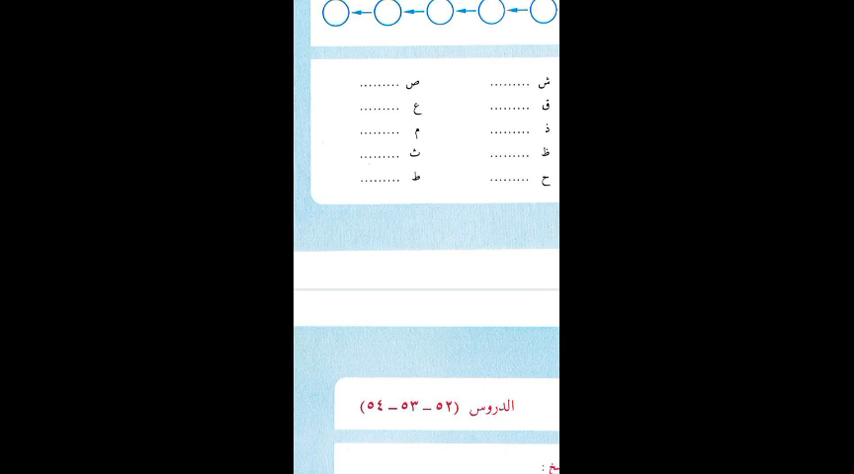 ش ......... ص .........
ق ......... ع .........
ذ ......... م .........
ظ ......... ث .........
ح ......... ط .........
الدروس (٥٢ – ٥٣ – ٥٤)